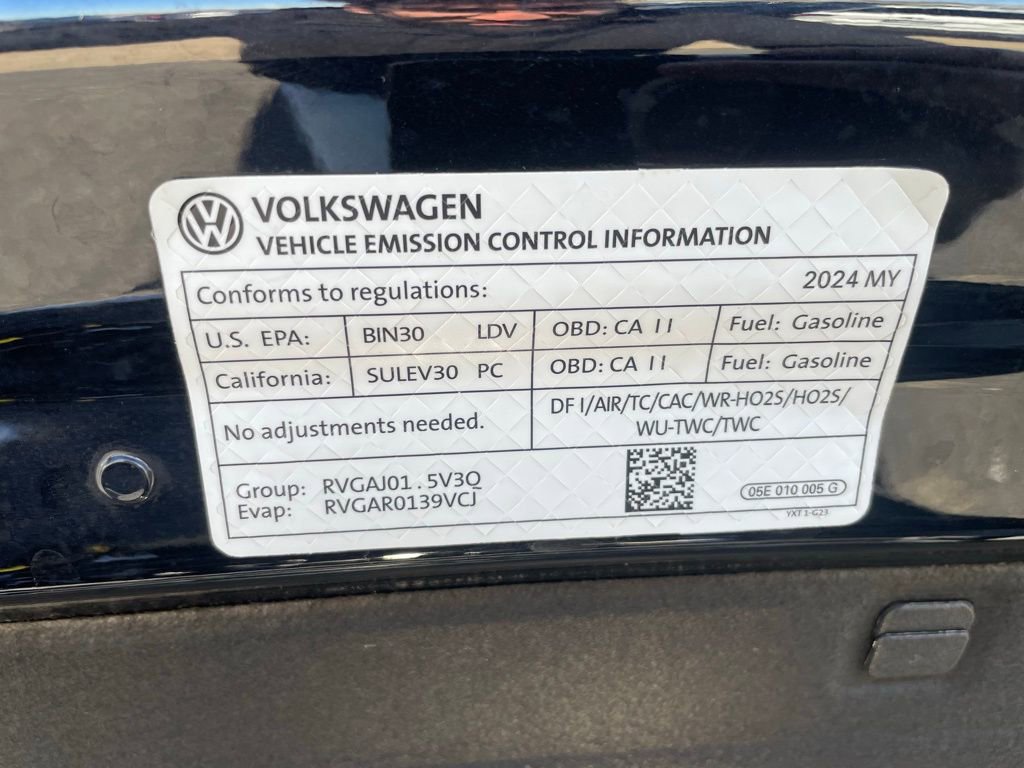 VOLKSWAGEN
VEHICLE EMISSION CONTROL INFORMATION
Conforms to regulations: 2024 MY
U.S. EPA: BIN30 LDV OBD: CA II Fuel: Gasoline
California: SULEV30 PC OBD: CA II Fuel: Gasoline
No adjustments needed.
DF I/AIR/TC/CAC/WR-HO2S/HO2S/
WU-TWC/TWC
Group: RVGAJ01.5V3Q
Evap: RVGAR0139VCJ
05E 010 005 G
YXT 1-G23